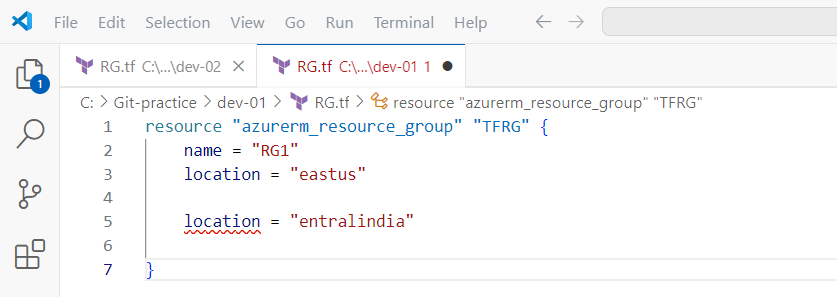 File Edit Selection View Go Run Terminal Help
RG.tf C:\...\dev-02 RG.tf C:\...\dev-01 1
C: > Git-practice > dev-01 > RG.tf > resource "azurerm_resource_group" "TFRG"
1 resource "azurerm_resource_group" "TFRG" {
2 name = "RG1"
3 location = "eastus"
4
5 location = "entralindia"
6
7 }
1